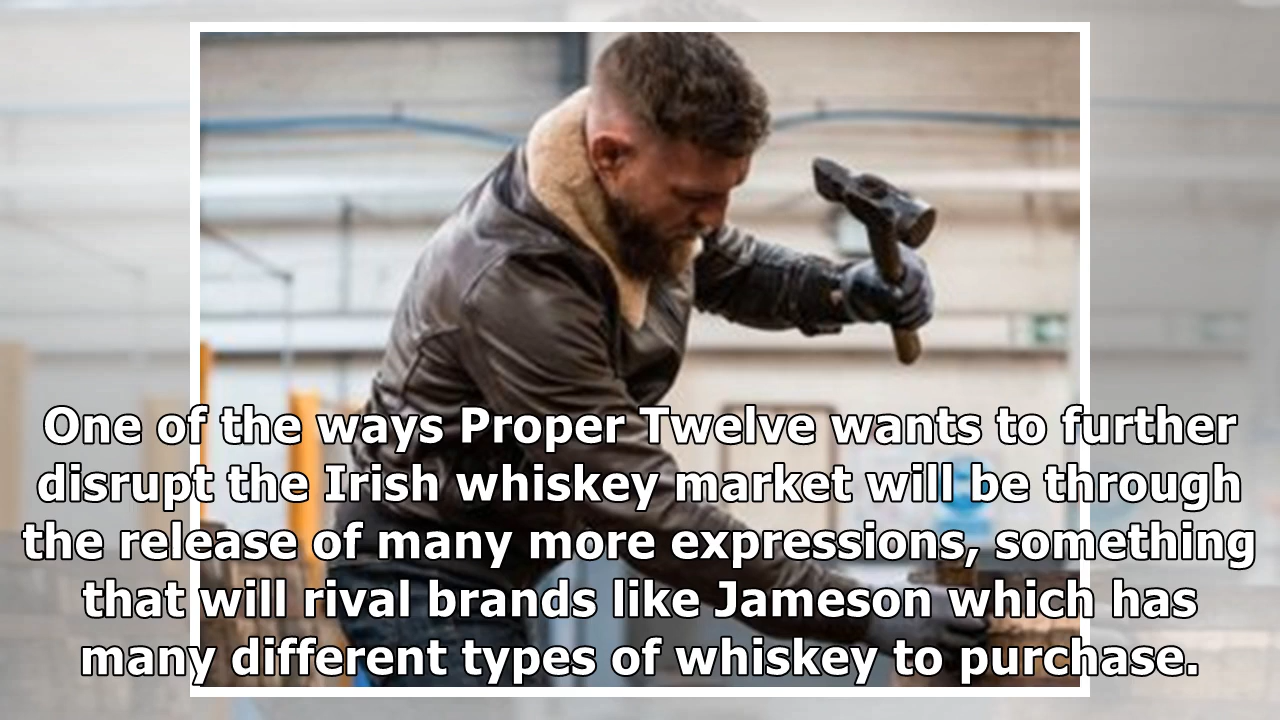 One of the ways Proper Twelve wants to further
disrupt the Irish whiskey market will be through
the release of many more expressions, something
that will rival brands like Jameson which has
many different types of whiskey to purchase.